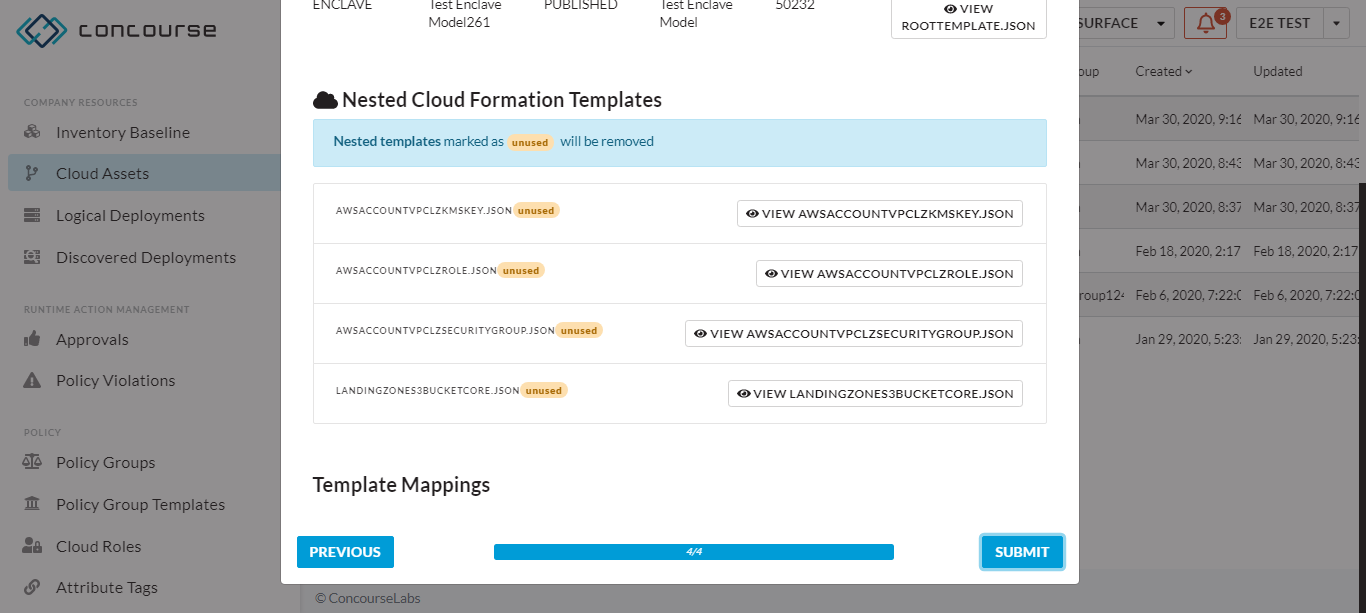 concourse
COMPANY RESOURCES
Inventory Baseline
Cloud Assets
Logical Deployments
Discovered Deployments
RUNTIME ACTION MANAGEMENT
Approvals
Policy Violations
POLICY
Policy Groups
Policy Group Templates
Cloud Roles
Attribute Tags
ENCLAVE
Test Enclave
Model261
PUBLISHED
Test Enclave
Model
50232
VIEW
ROOTTEMPLATE.JSON
Nested Cloud Formation Templates
Nested templates marked as unused will be removed
AWSACCOUNTVPCLZKMSKEY.JSON unused
VIEW AWSACCOUNTVPCLZKMSKEY.JSON
AWSACCOUNTVPCLZROLE.JSON unused
VIEW AWSACCOUNTVPCLZROLE.JSON
AWSACCOUNTVPCLZSECURITYGROUP.JSON unused
VIEW AWSACCOUNTVPCLZSECURITYGROUP.JSON
LANDINGZONES3BUCKETCORE.JSON unused
VIEW LANDINGZONES3BUCKETCORE.JSON
Template Mappings
PREVIOUS
4/4
SUBMIT
SURFACE
3
E2E TEST
oup Created Updated
Mar 30, 2020, 9:16 Mar 30, 2020, 9:16
Mar 30, 2020, 8:43 Mar 30, 2020, 8:43
Mar 30, 2020, 8:37 Mar 30, 2020, 8:37
Feb 18, 2020, 2:17 Feb 18, 2020, 2:17
roup124 Feb 6, 2020, 7:22:0 Feb 6, 2020, 7:22:0
Jan 29, 2020, 5:23: Jan 29, 2020, 5:23:
© ConcourseLabs